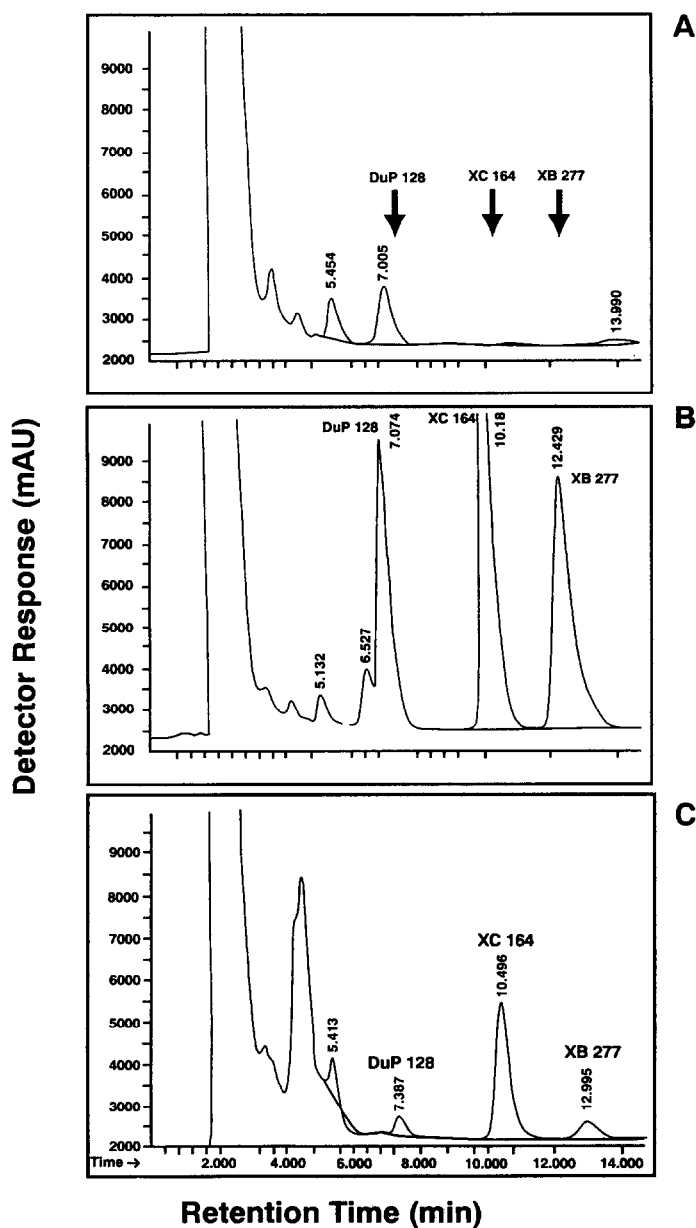 A
9000
8000
7000
6000
5000
4000
3000
2000
DuP 128
XC 164
XB 277
5.454
7.005
13.990
B
9000
8000
7000
6000
5000
4000
3000
2000
DuP 128
7.074
XC 164
10.18
12.429
XB 277
5.132
6.527
C
9000
8000
7000
6000
5000
4000
3000
2000
5.413
DuP 128
7.387
XC 164
10.496
XB 277
12.995
Time → 2.000 4.000 6.000 8.000 10.000 12.000 14.000
Detector Response (mAU)
Retention Time (min)